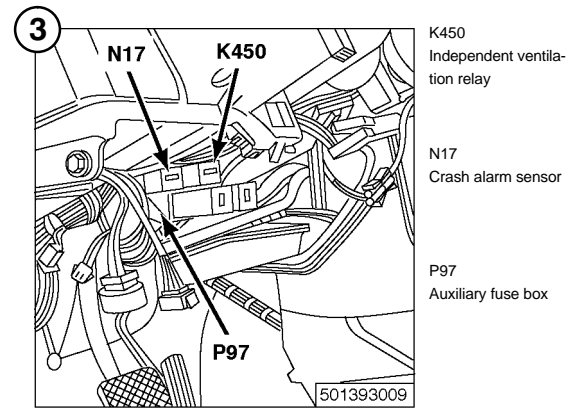 3
N17
K450
P97
501393009
K450
Independent ventila-
tion relay
N17
Crash alarm sensor
P97
Auxiliary fuse box